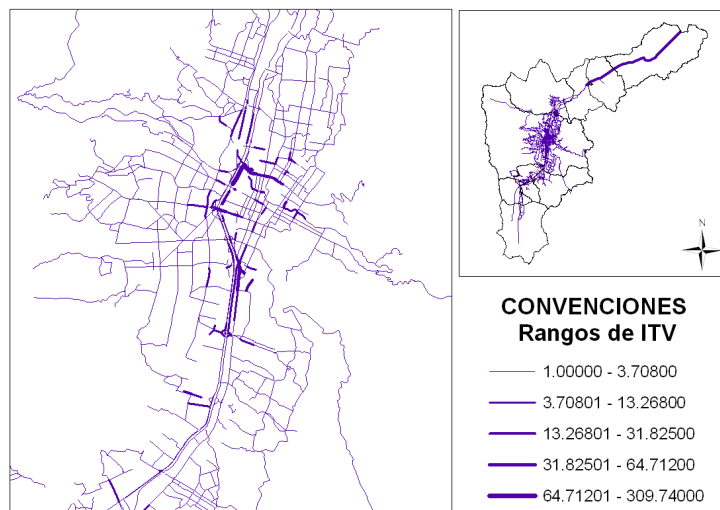 N
CONVENCIONES
Rangos de ITV
1.00000 - 3.70800
3.70801 - 13.26800
13.26801 - 31.82500
31.82501 - 64.71200
64.71201 - 309.74000